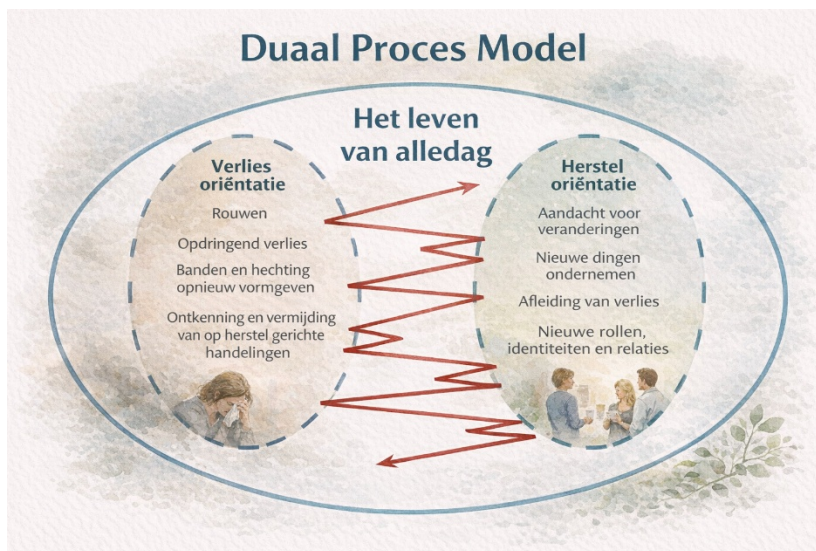 Duaal Proces Model
Het leven
van alledag
Verlies
oriëntatie
Rouwen
Opdringend verlies
Banden en hechting
opnieuw vormgeven
Ontkenning en vermijding
van op herstel gerichte
handelingen
Herstel
oriëntatie
Aandacht voor
veranderingen
Nieuwe dingen
ondernemen
Afleiding van verlies
Nieuwe rollen,
identiteiten en relaties